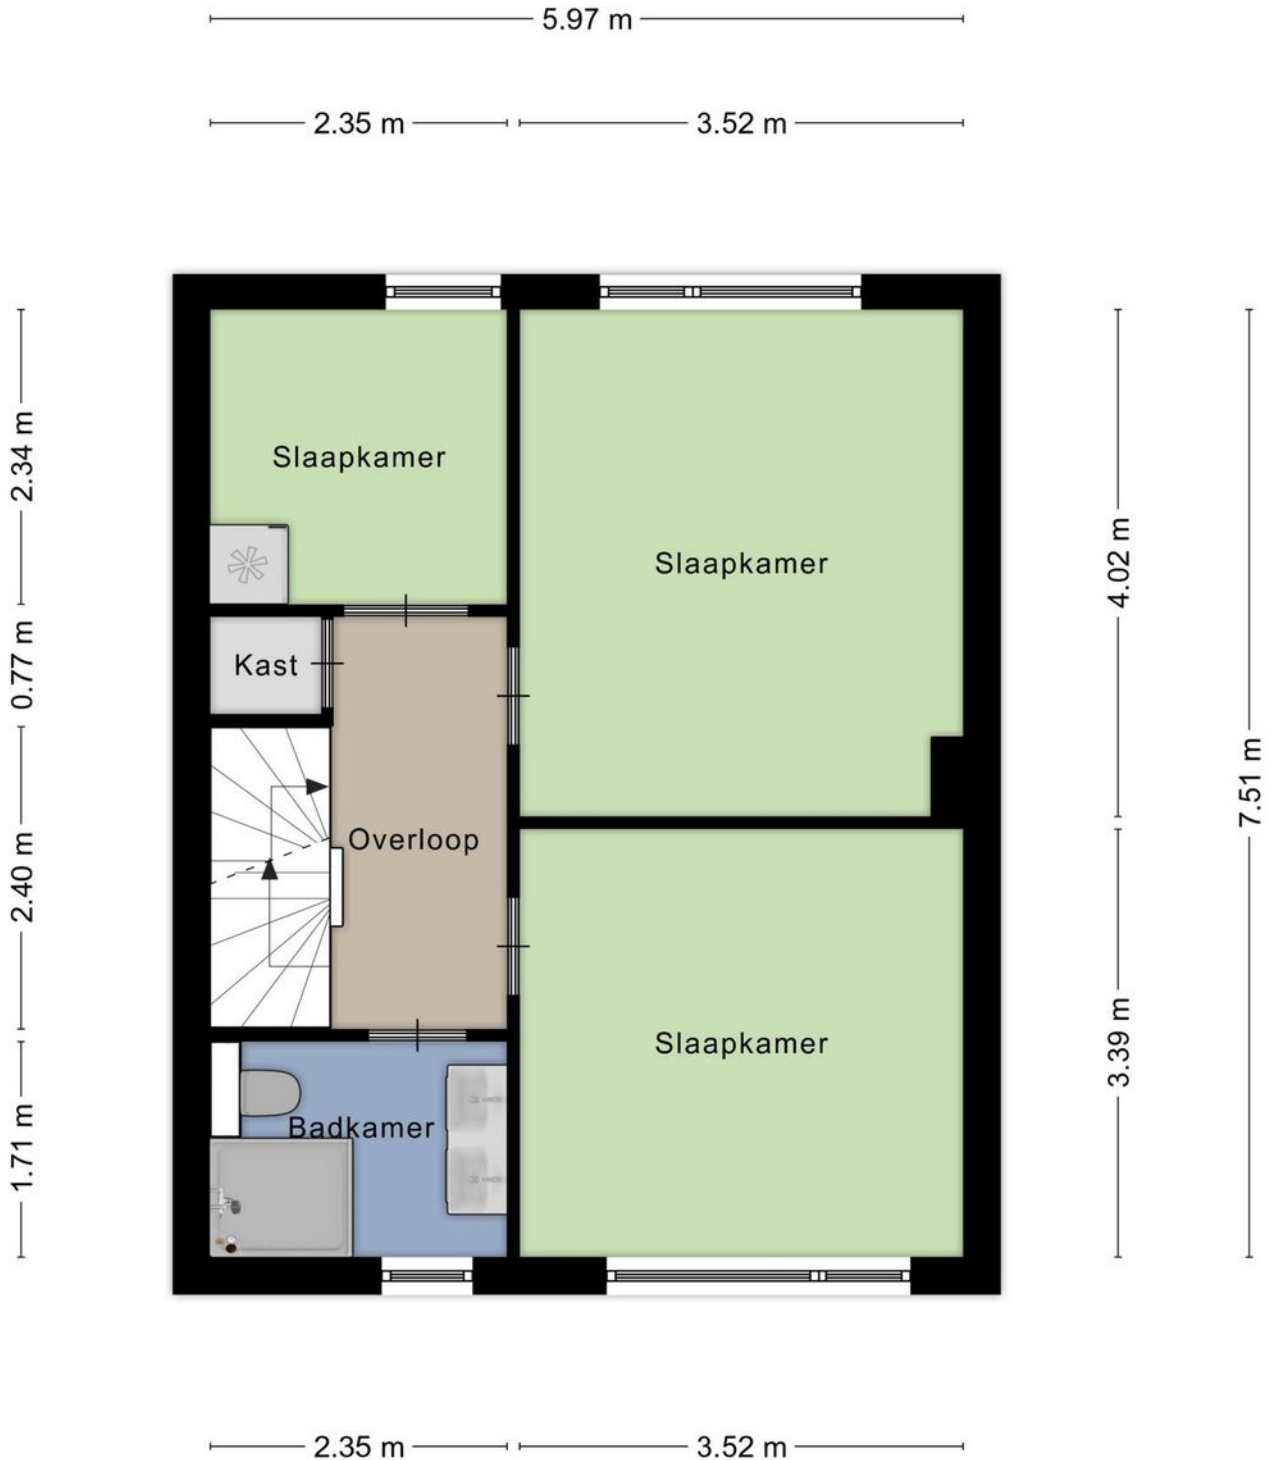 5.97 m
2.35 m
3.52 m
2.34 m
Slaapkamer
4.02 m
Slaapkamer
0.77 m
Kast
7.51 m
2.40 m
Overloop
3.39 m
Slaapkamer
1.71 m
Badkamer
2.35 m
3.52 m